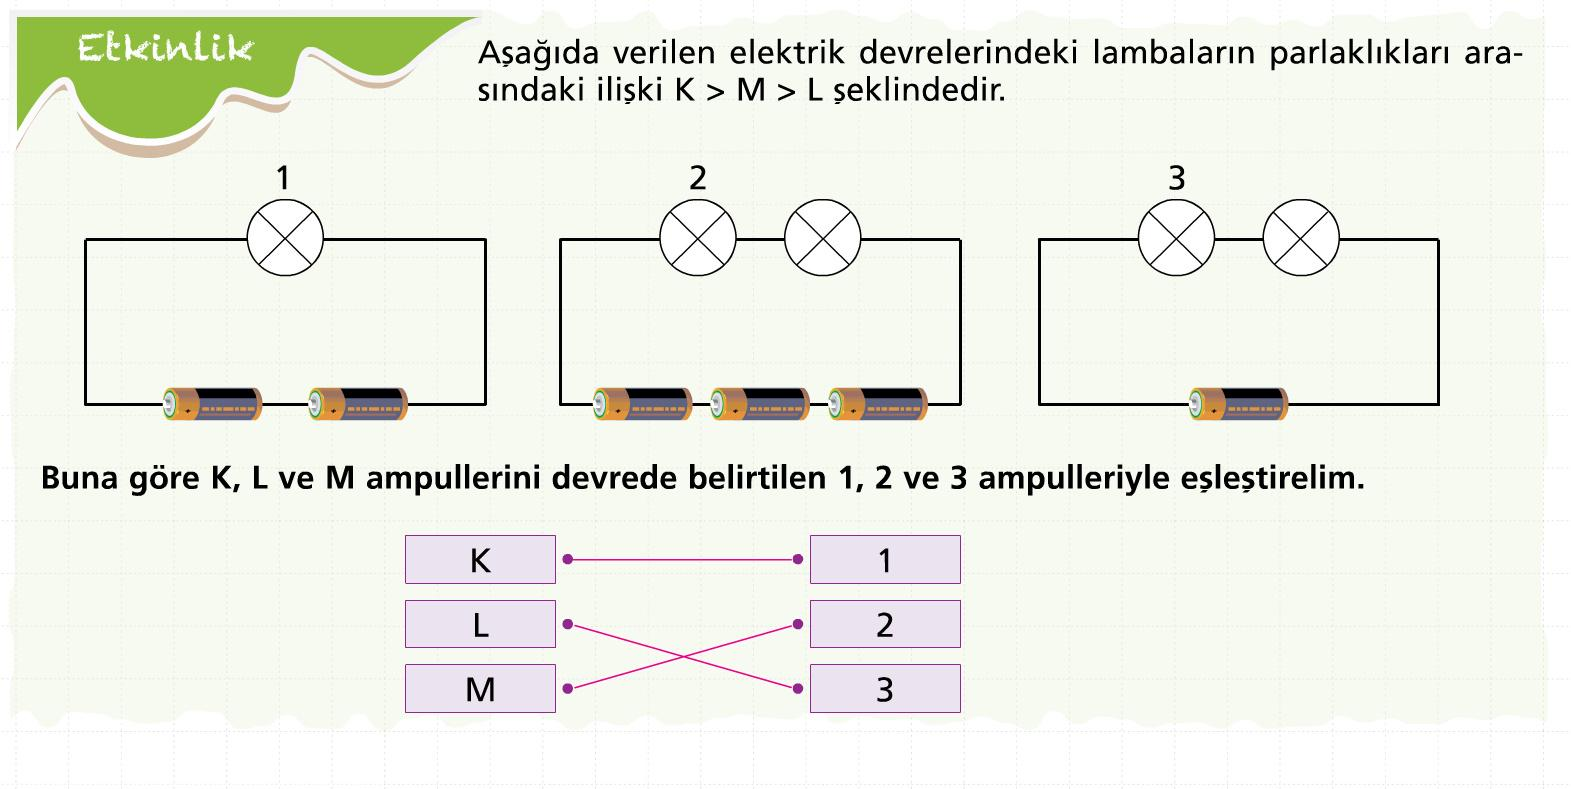 Etkinlik
Aşağıda verilen elektrik devrelerindeki lambaların parlaklıkları ara-
sındaki ilişki K > M > L şeklindedir.
1 2 3
Buna göre K, L ve M ampullerini devrede belirtilen 1, 2 ve 3 ampulleriyle eşleştirelim.
K 1
L 2
M 3